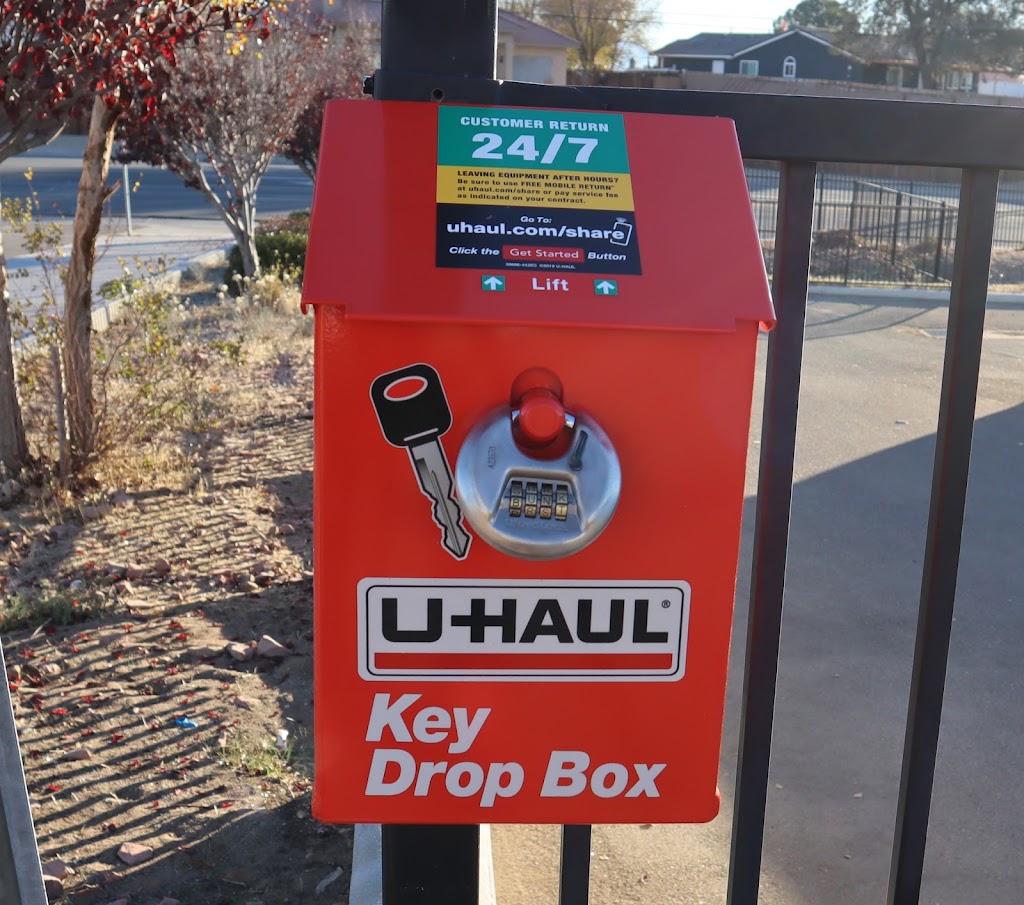 CUSTOMER RETURN
24/7
LEAVING EQUIPMENT AFTER HOURS?
Be sure to use FREE MOBILE RETURN
at uhaul.com/share or pay service fee
as indicated on your contract.
Go To:
uhaul.com/share
Click the Get Started Button
Lift
U-HAUL®
Key
Drop Box